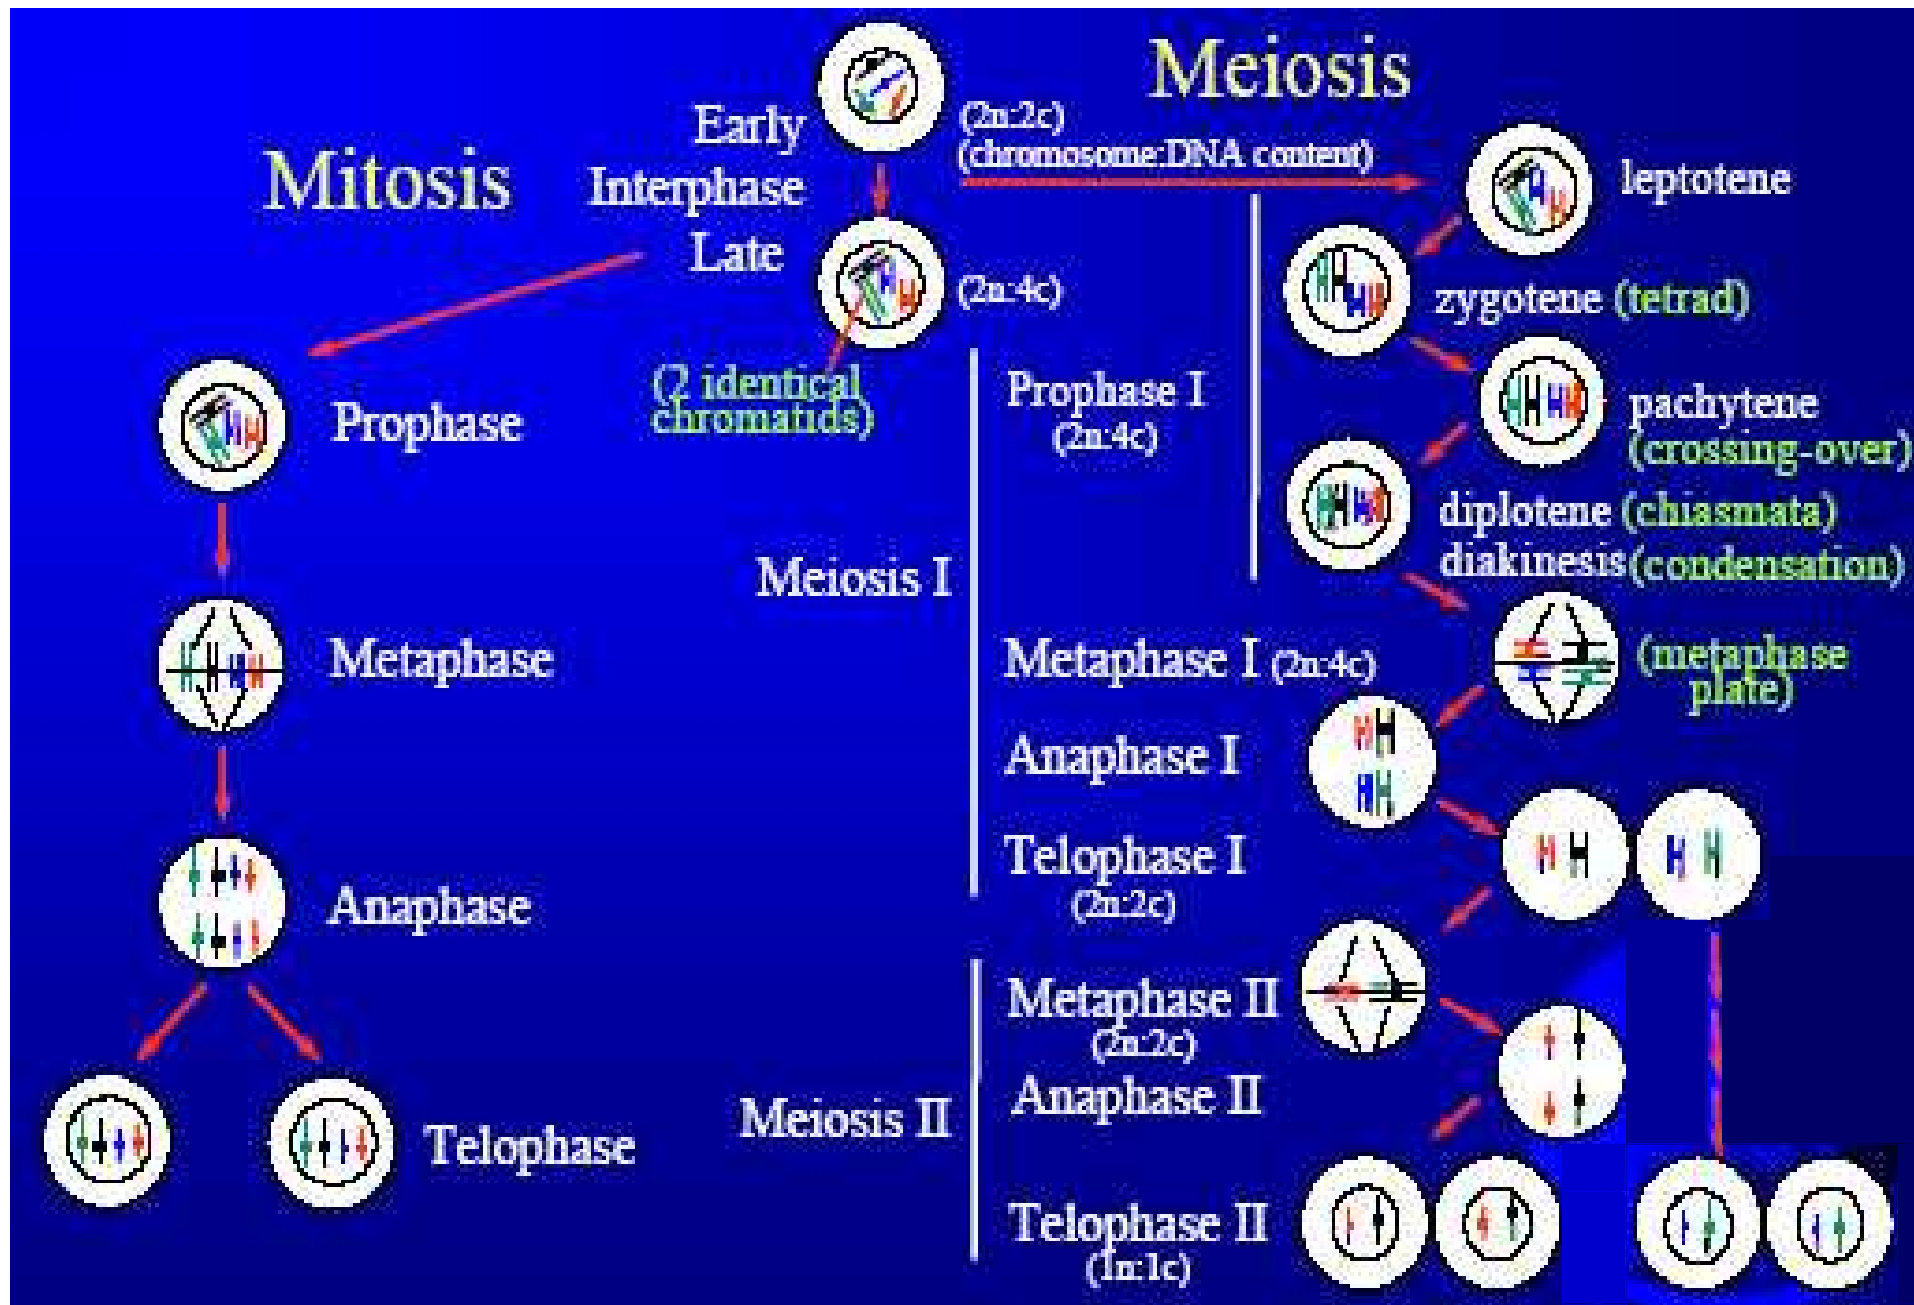 Meiosis
Mitosis
Early
Interphase
Late
(2n:2c)
(chromosome:DNA content)
(2n:4c)
(2 identical
chromatids)
Prophase
Metaphase
Anaphase
Telophase
Meiosis I
Prophase I
(2n:4c)
leptotene
zygotene (tetrad)
pachytene
(crossing-over)
diplotene (chiasmata)
diakinesis (condensation)
Metaphase I (2n:4c)
(metaphase
plate)
Anaphase I
Telophase I
(2n:2c)
Meiosis II
Metaphase II
(2n:2c)
Anaphase II
Telophase II
(1n:1c)